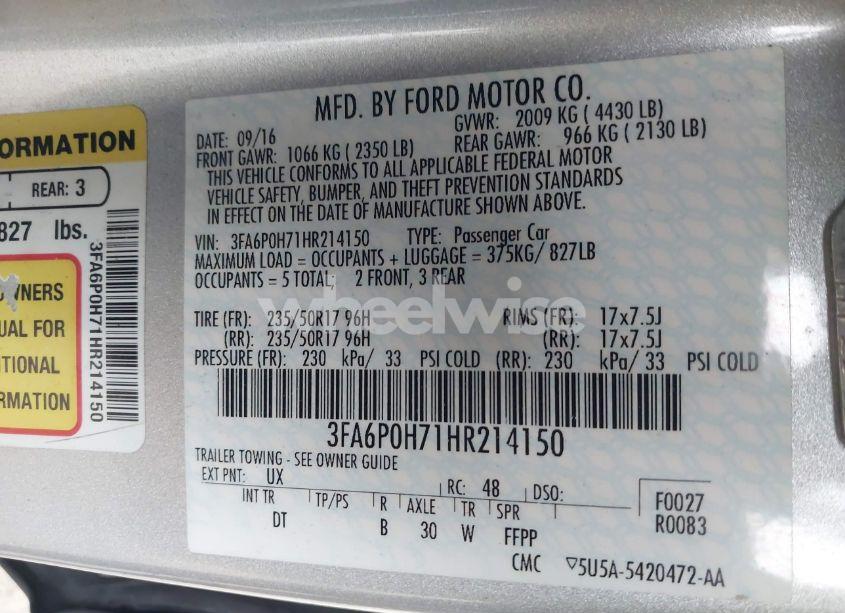 ORMATION
REAR: 3
827 lbs.
3FA6P0H71HR214150
WNERS
UAL FOR
ITIONAL
RMATION
MFD. BY FORD MOTOR CO.
DATE: 09/16
GVWR: 2009 KG ( 4430 LB)
FRONT GAWR: 1066 KG ( 2350 LB)
REAR GAWR: 966 KG ( 2130 LB)
THIS VEHICLE CONFORMS TO ALL APPLICABLE FEDERAL MOTOR
VEHICLE SAFETY, BUMPER, AND THEFT PREVENTION STANDARDS
IN EFFECT ON THE DATE OF MANUFACTURE SHOWN ABOVE.
VIN: 3FA6P0H71HR214150 TYPE: Passenger Car
MAXIMUM LOAD = OCCUPANTS + LUGGAGE = 375KG/ 827LB
OCCUPANTS = 5 TOTAL; 2 FRONT, 3 REAR
wheelwise
TIRE (FR): 235/50R17 96H RIMS (FR): 17x7.5J
(RR): 235/50R17 96H (RR): 17x7.5J
PRESSURE (FR): 230 kPa/ 33 PSI COLD (RR): 230 kPa/ 33 PSI COLD
3FA6P0H71HR214150
TRAILER TOWING - SEE OWNER GUIDE
EXT PNT: UX RC: 48 DSO:
INT TR TP/PS R AXLE TR SPR
DT B 30 W FFPP
F0027
R0083
CMC ▽5U5A-5420472-AA